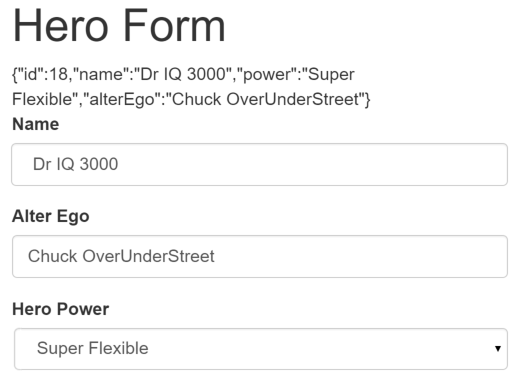 Hero Form
{"id":18,"name":"Dr IQ 3000","power":"Super
Flexible","alterEgo":"Chuck OverUnderStreet"}
Name
Dr IQ 3000
Alter Ego
Chuck OverUnderStreet
Hero Power
Super Flexible